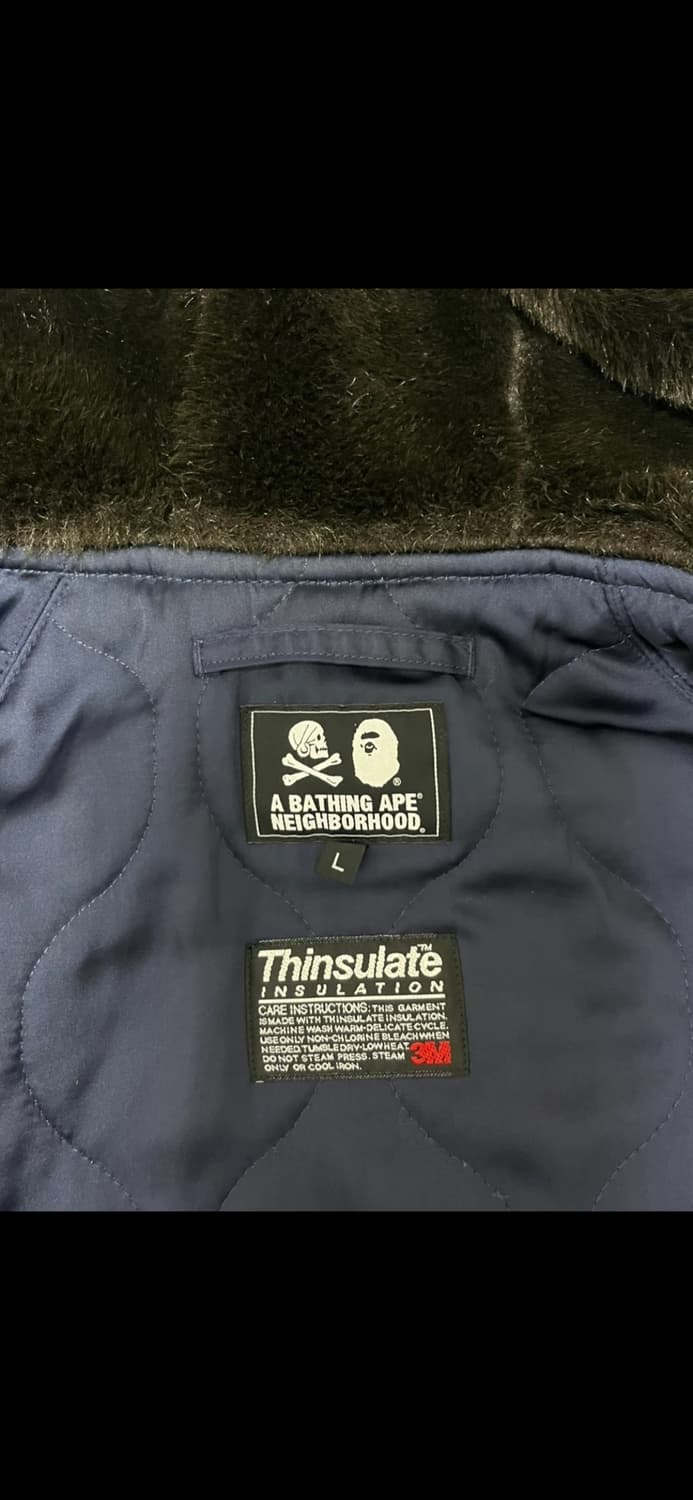 ®
A BATHING APE®
NEIGHBORHOOD®
L
Thinsulate™
INSULATION
CARE INSTRUCTIONS: THIS GARMENT
IS MADE WITH THINSULATE INSULATION.
MACHINE WASH WARM-DELICATE CYCLE.
USE ONLY NON-CHLORINE BLEACH WHEN
NEEDED. TUMBLE DRY-LOW HEAT.
DO NOT STEAM PRESS. STEAM
ONLY OR COOL IRON.
3M